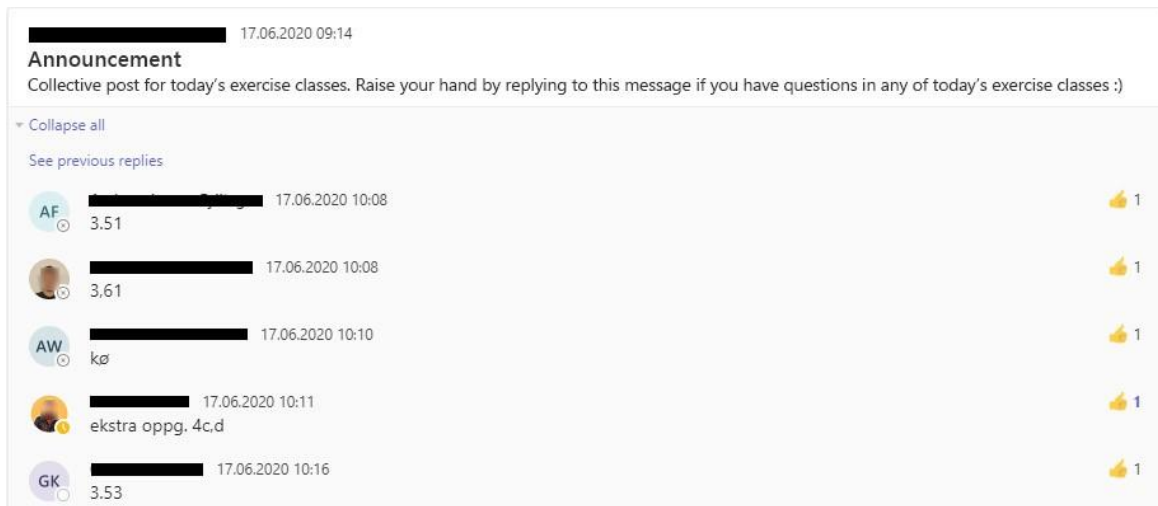 17.06.2020 09:14
Announcement
Collective post for today's exercise classes. Raise your hand by replying to this message if you have questions in any of today's exercise classes :)
Collapse all
See previous replies
AF 17.06.2020 10:08 1
3.51
17.06.2020 10:08 1
3,61
AW 17.06.2020 10:10 1
kø
17.06.2020 10:11 1
ekstra oppg. 4c,d
GK 17.06.2020 10:16 1
3.53